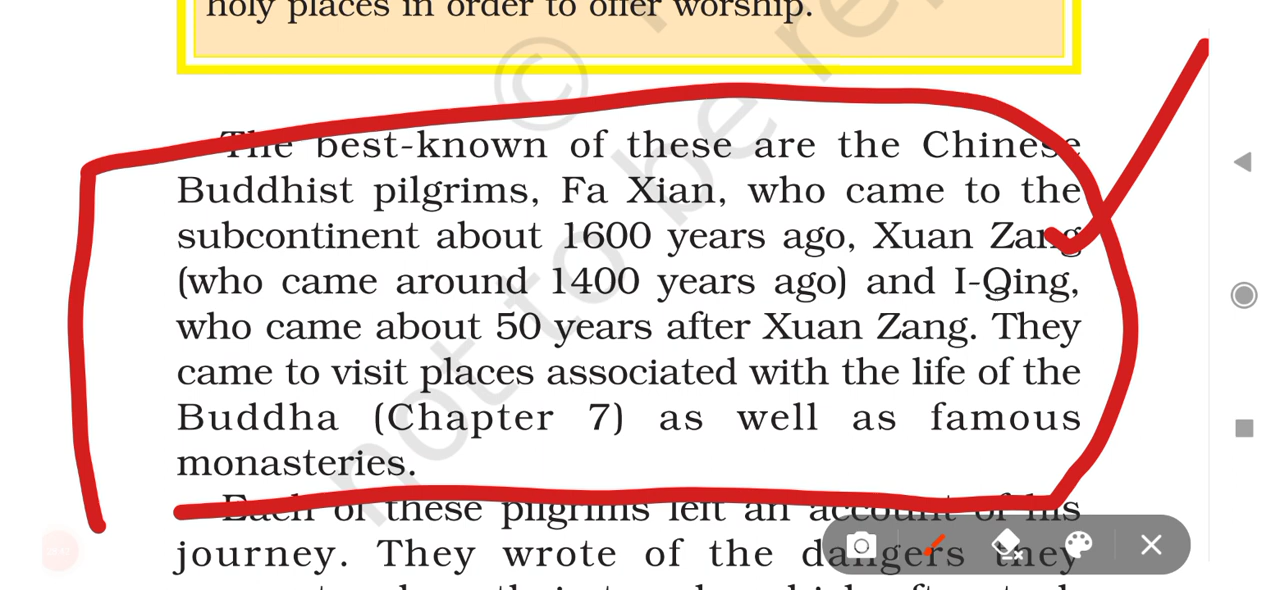 holy places in order to offer worship.
The best-known of these are the Chinese
Buddhist pilgrims, Fa Xian, who came to the
subcontinent about 1600 years ago, Xuan Zang
(who came around 1400 years ago) and I-Qing,
who came about 50 years after Xuan Zang. They
came to visit places associated with the life of the
Buddha (Chapter 7) as well as famous
monasteries.
Each of these pilgrims left an account of his
journey. They wrote of the dangers they
© not to be re